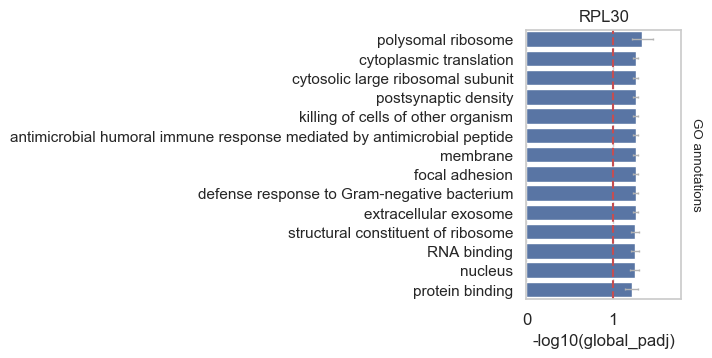 RPL30
polysomal ribosome
cytoplasmic translation
cytosolic large ribosomal subunit
postsynaptic density
killing of cells of other organism
antimicrobial humoral immune response mediated by antimicrobial peptide
membrane
focal adhesion
defense response to Gram-negative bacterium
extracellular exosome
structural constituent of ribosome
RNA binding
nucleus
protein binding
GO annotations
0 1
-log10(global_padj)